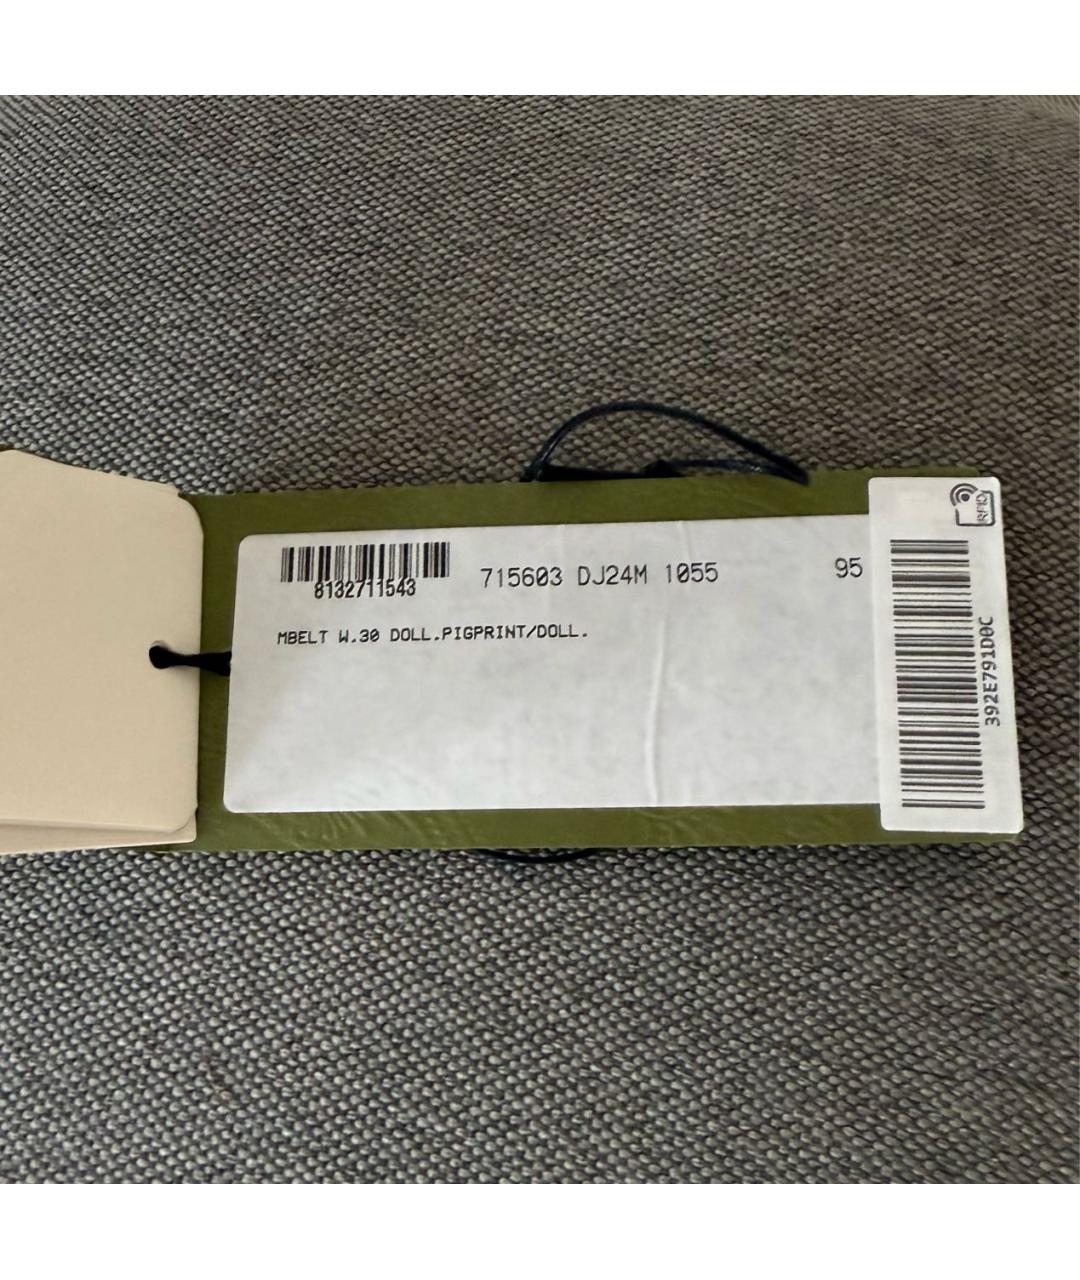 8132711543
715603 DJ24M 1055 95
MBELT W.30 DOLL.PIGPRINT/DOLL.
RFID
392E791D0C